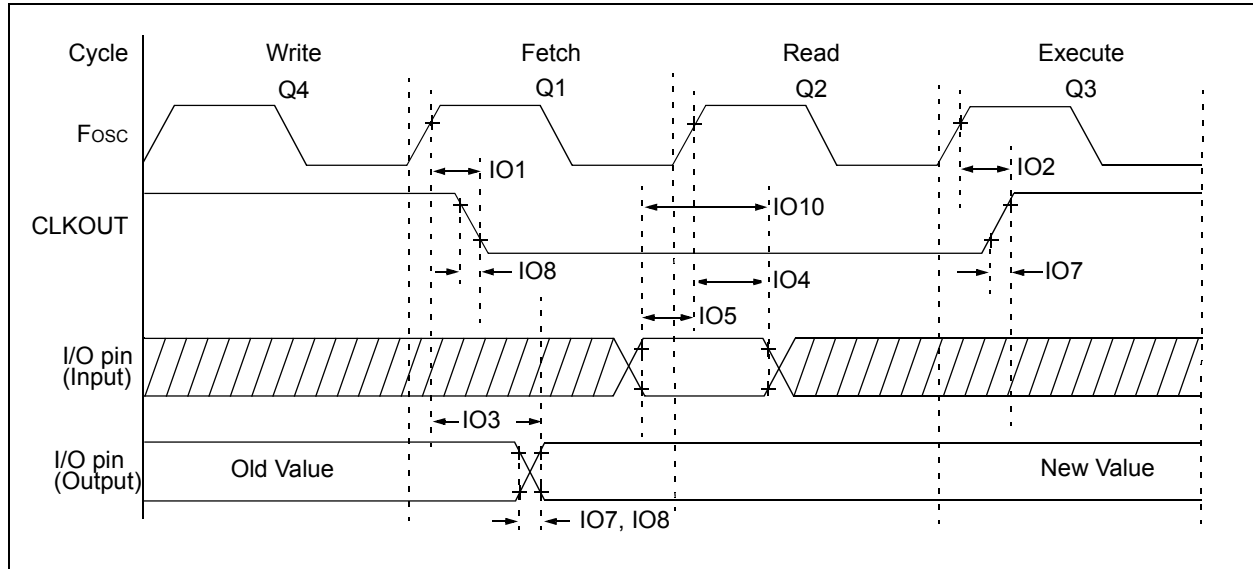 Cycle Write Fetch Read Execute
Q4 Q1 Q2 Q3
FOSC
IO1 IO2
CLKOUT
IO10
IO8 IO7
IO4
IO5
I/O pin
(Input)
IO3
I/O pin
(Output)
Old Value New Value
IO7, IO8